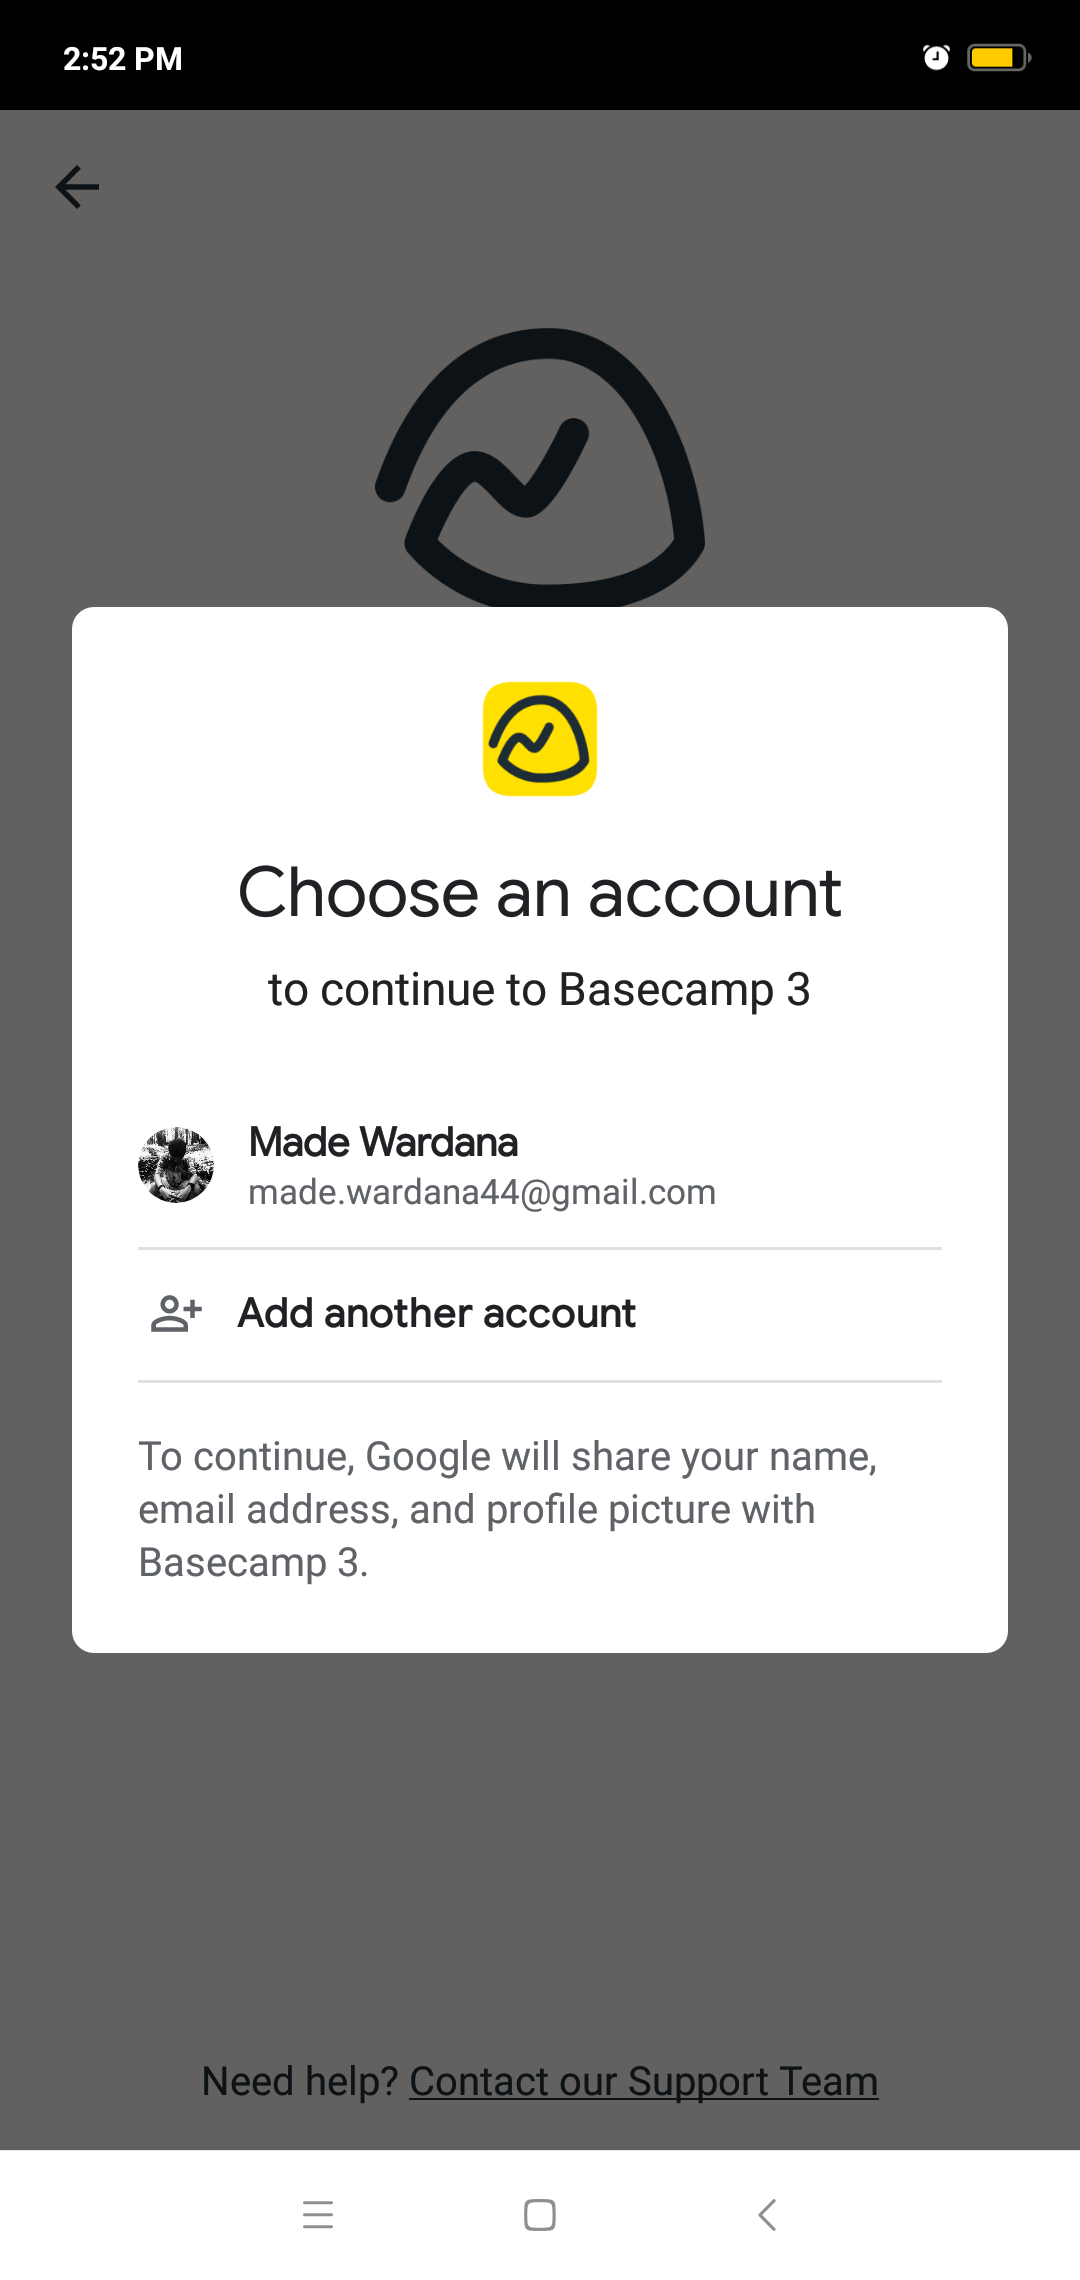 2:52 PM
Choose an account
to continue to Basecamp 3
Made Wardana
made.wardana44@gmail.com
Add another account
To continue, Google will share your name,
email address, and profile picture with
Basecamp 3.
Need help? Contact our Support Team